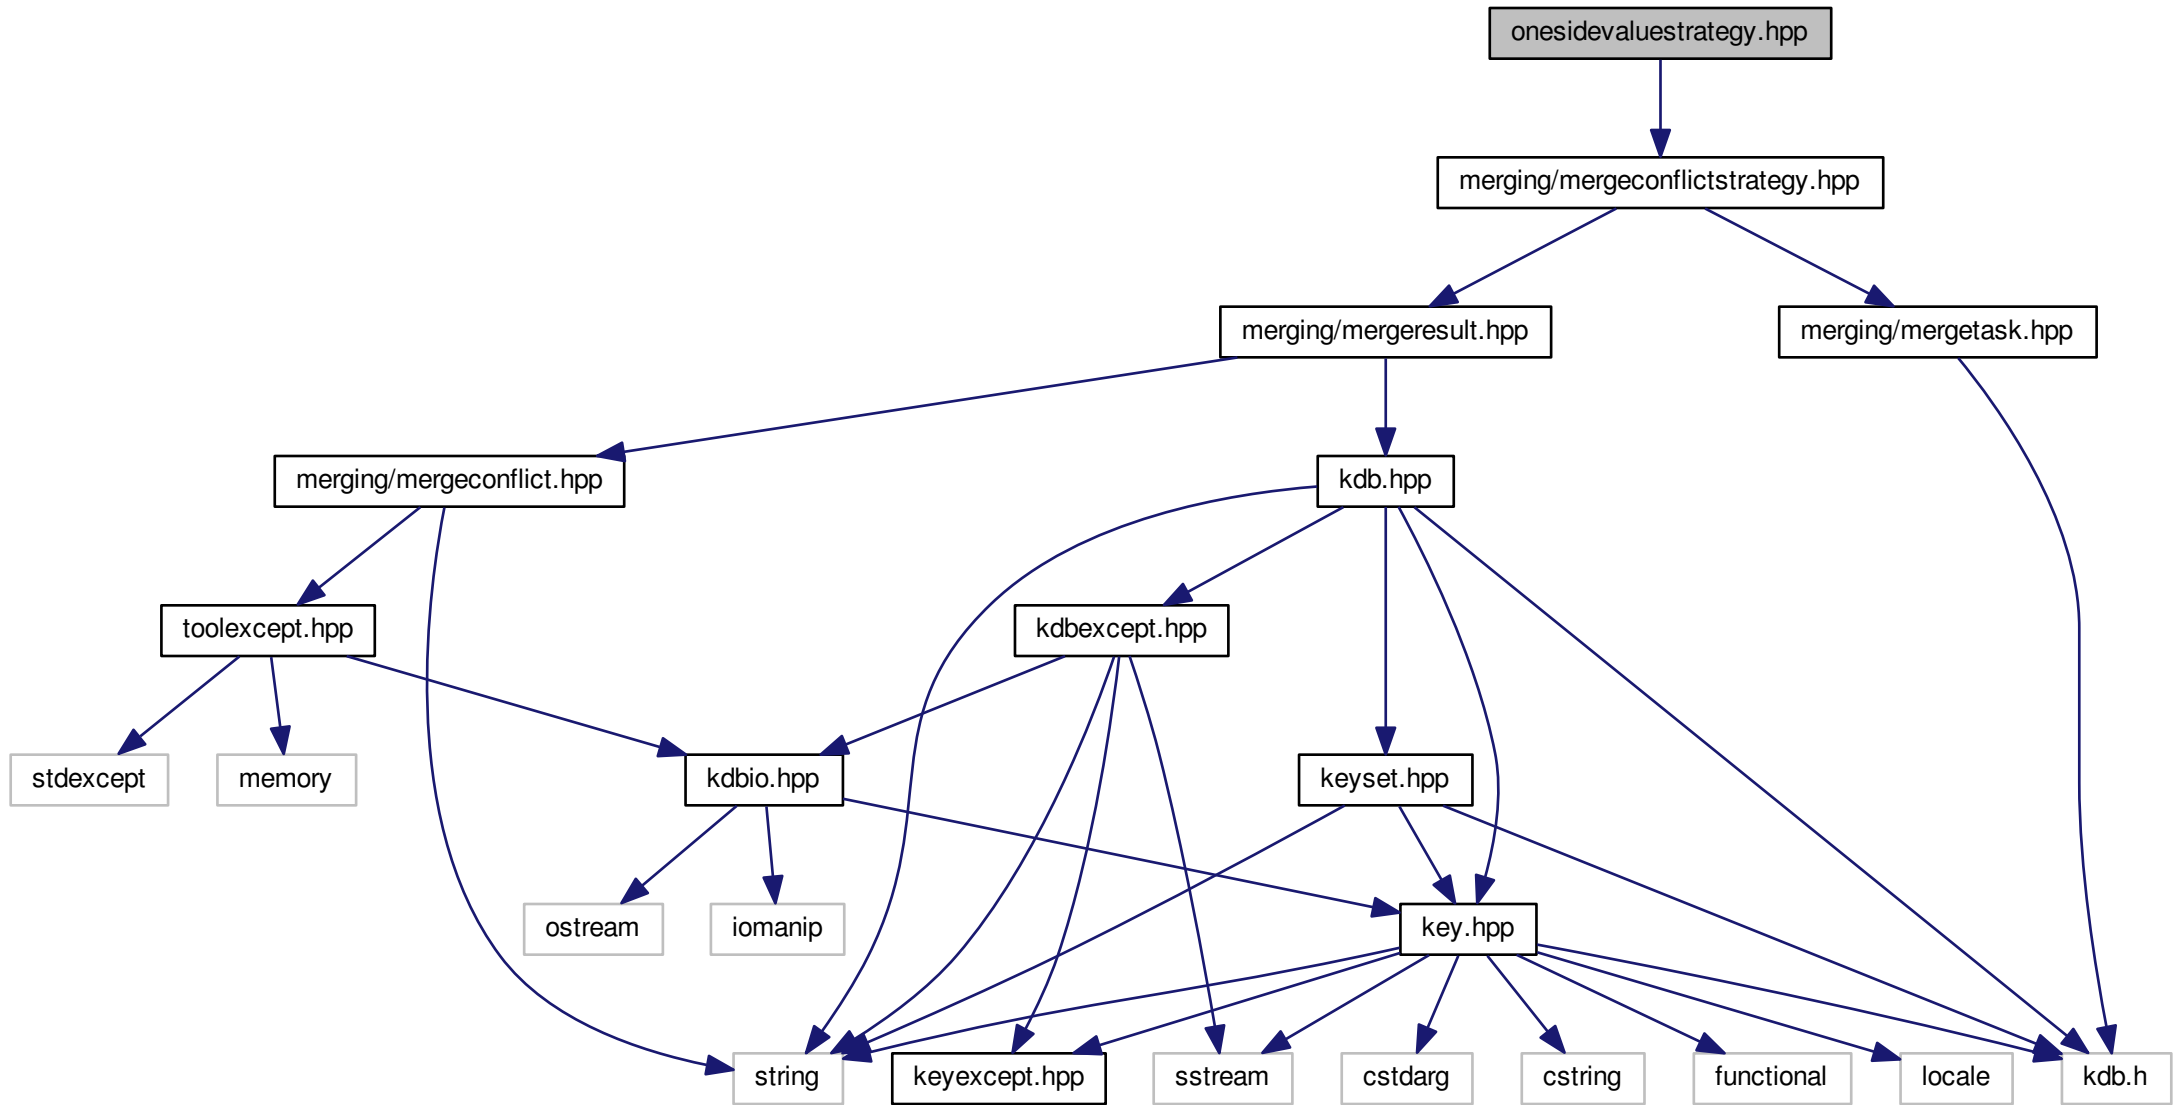 onesidevaluestrategy.hpp
merging/mergeconflictstrategy.hpp
merging/mergeresult.hpp
merging/mergetask.hpp
merging/mergeconflict.hpp
kdb.hpp
toolexcept.hpp
kdbexcept.hpp
stdexcept
memory
kdbio.hpp
keyset.hpp
ostream
iomanip
key.hpp
string
keyexcept.hpp
sstream
cstdarg
cstring
functional
locale
kdb.h